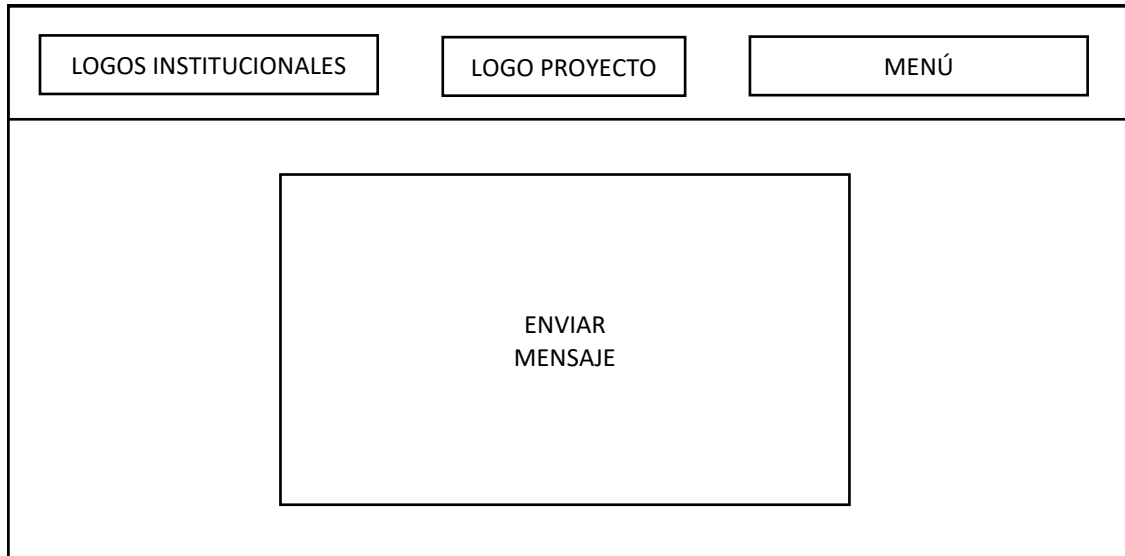 LOGOS INSTITUCIONALES
LOGO PROYECTO
MENÚ
ENVIAR
MENSAJE